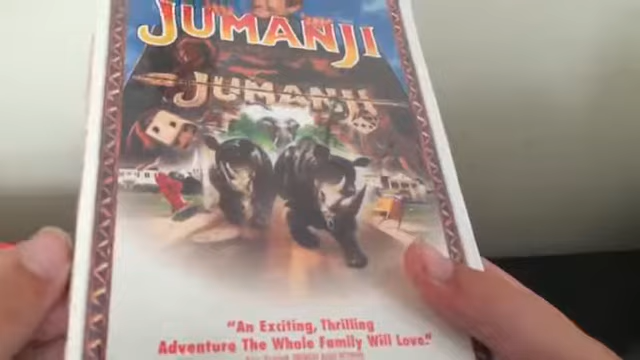 JUMANJI
JUMANJI
"An Exciting, Thrilling
Adventure The Whole Family Will Love."